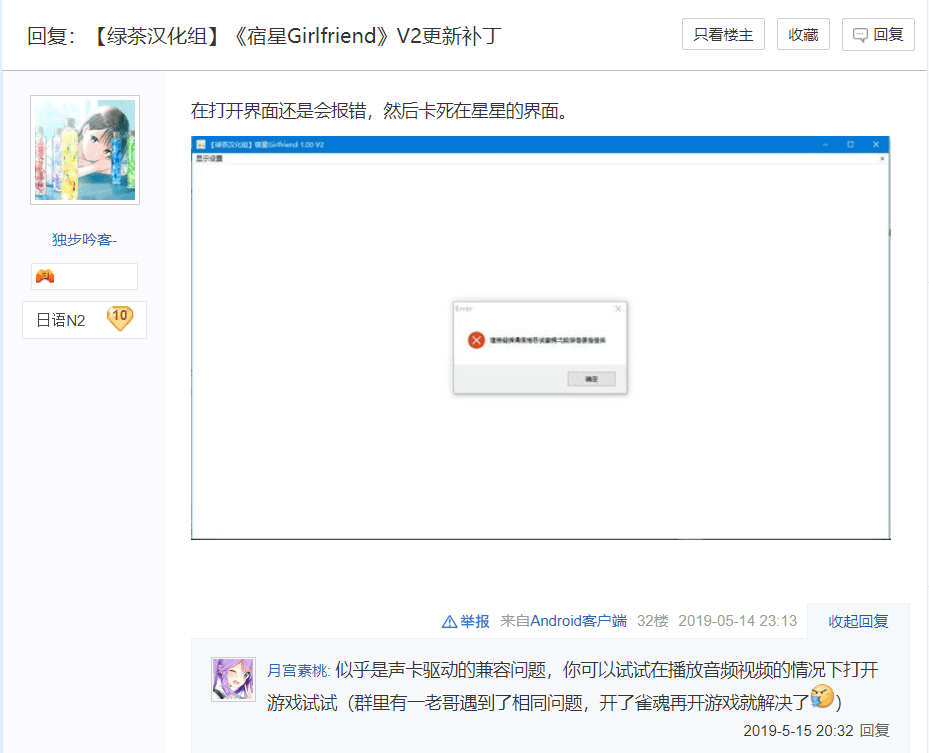 回复：【绿茶汉化组】《宿星Girlfriend》V2更新补丁
只看楼主 收藏 回复
在打开界面还是会报错，然后卡死在星星的界面。
【绿茶汉化组】宿星Girlfriend 1.00 V2
显示设置
独步吟客-
Error
日语N2 10
确定
举报 来自Android客户端 32楼 2019-05-14 23:13 收起回复
月宫素桃: 似乎是声卡驱动的兼容问题，你可以试试在播放音频视频的情况下打开
游戏试试（群里有一老哥遇到了相同问题，开了雀魂再开游戏就解决了）
2019-5-15 20:32 回复